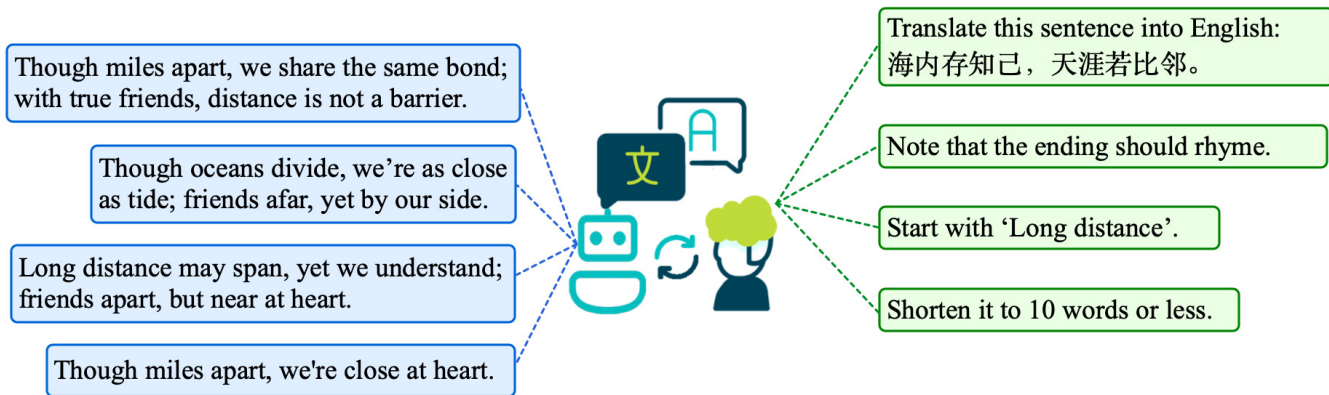 Translate this sentence into English:
海内存知己，天涯若比邻。
Though miles apart, we share the same bond;
with true friends, distance is not a barrier.
Note that the ending should rhyme.
Though oceans divide, we’re as close
as tide; friends afar, yet by our side.
Start with ‘Long distance’.
Long distance may span, yet we understand;
friends apart, but near at heart.
Shorten it to 10 words or less.
Though miles apart, we're close at heart.
A
文